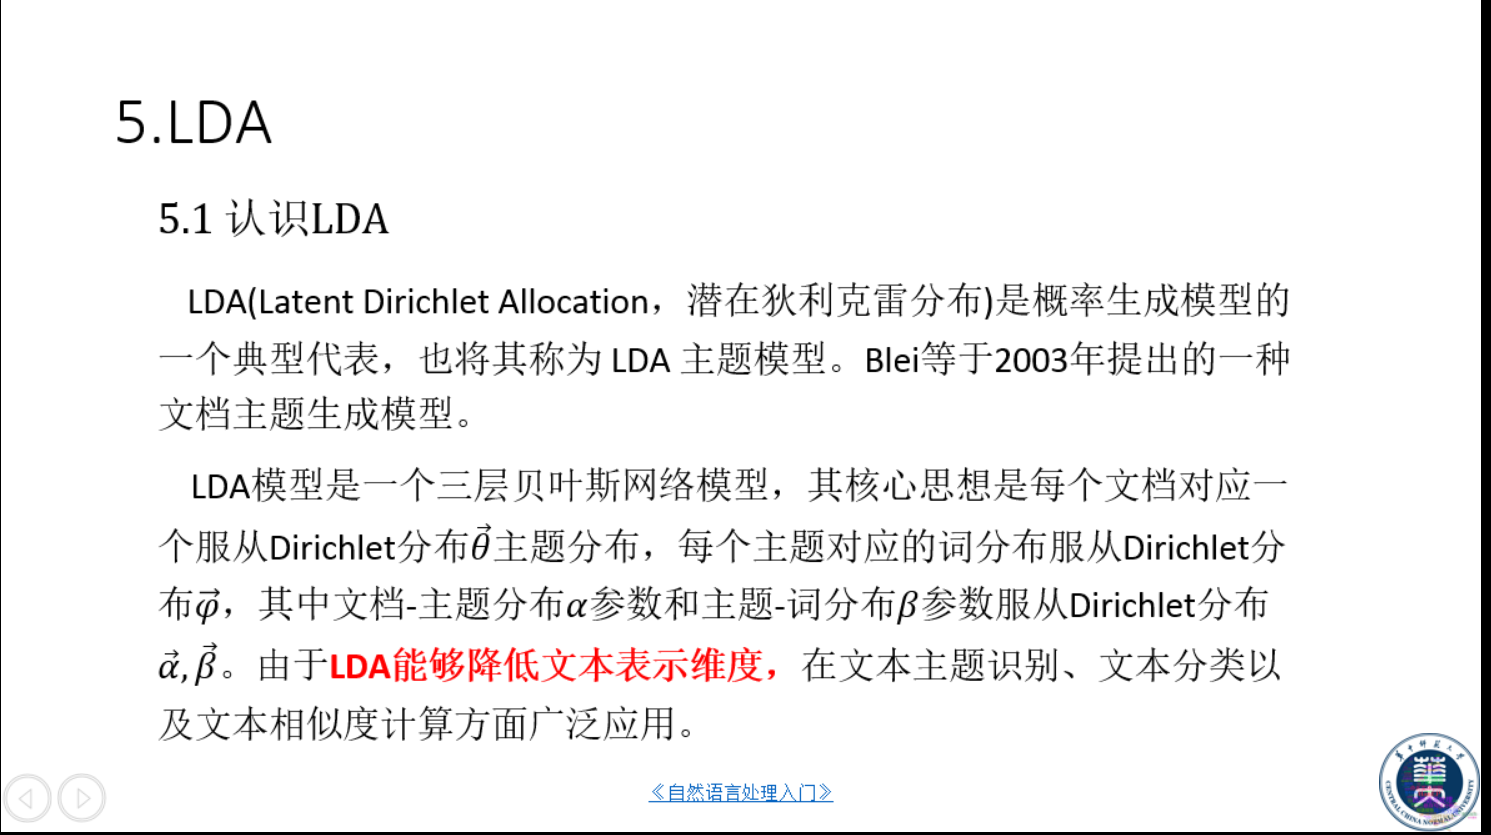 5.LDA
5.1 认识LDA
LDA(Latent Dirichlet Allocation，潜在狄利克雷分布)是概率生成模型的
一个典型代表，也将其称为 LDA 主题模型。Blei等于2003年提出的一种
文档主题生成模型。
LDA模型是一个三层贝叶斯网络模型，其核心思想是每个文档对应一
个服从Dirichlet分布θ⃗主题分布，每个主题对应的词分布服从Dirichlet分
布φ⃗，其中文档-主题分布α参数和主题-词分布β参数服从Dirichlet分布
α⃗,β⃗。由于LDA能够降低文本表示维度，在文本主题识别、文本分类以
及文本相似度计算方面广泛应用。
《自然语言处理入门》
华中师范大学
CENTRAL CHINA NORMAL UNIVERSITY